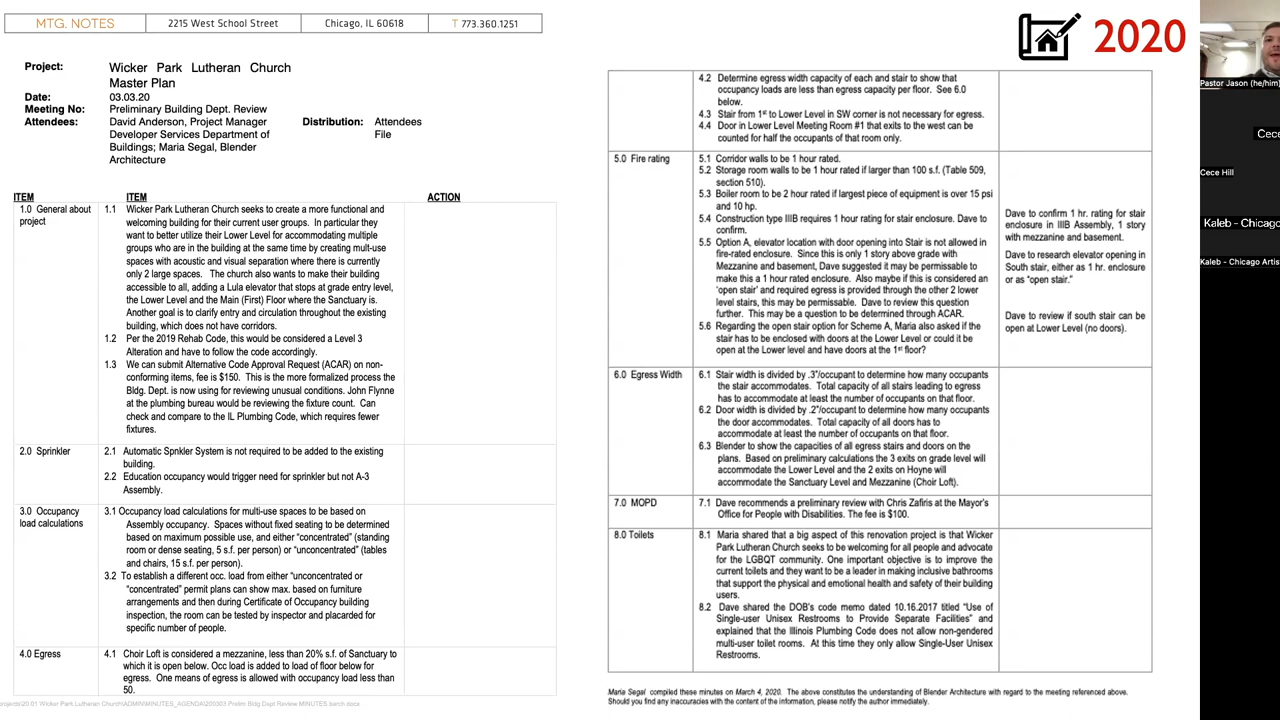 MTG. NOTES 2215 West School Street Chicago, IL 60618 T 773.360.1251
Project: Wicker Park Lutheran Church
Master Plan
Date: 03.03.20
Meeting No: Preliminary Building Dept. Review
Attendees: David Anderson, Project Manager Distribution: Attendees
Developer Services Department of File
Buildings; Maria Segal, Blender
Architecture
ITEM ITEM ACTION
1.0 General about project
1.1 Wicker Park Lutheran Church seeks to create a more functional and
welcoming building for their current user groups. In particular they
want to better utilize their Lower Level for accommodating multiple
groups who are in the building at the same time by creating mult-use
spaces with acoustic and visual separation where there is currently
only 2 large spaces. The church also wants to make their building
accessible to all, adding a Lula elevator that stops at grade entry level,
the Lower Level and the Main (First) Floor where the Sanctuary is.
Another goal is to clarify entry and circulation throughout the existing
building, which does not have corridors.
1.2 Per the 2019 Rehab Code, this would be considered a Level 3
Alteration and have to follow the code accordingly.
1.3 We can submit Alternative Code Approval Request (ACAR) on non-
conforming items, fee is $150. This is the more formalized process the
Bldg. Dept. is now using for reviewing unusual conditions. John Flynne
at the plumbing bureau would be reviewing the fixture count. Can
check and compare to the IL Plumbing Code, which requires fewer
fixtures.
2.0 Sprinkler
2.1 Automatic Spnkler System is not required to be added to the existing
building.
2.2 Education occupancy would trigger need for sprinkler but not A-3
Assembly.
3.0 Occupancy
load calculations
3.1 Occupancy load calculations for multi-use spaces to be based on
Assembly occupancy. Spaces without fixed seating to be determined
based on maximum possible use, and either “concentrated” (standing
room or dense seating, 5 s.f. per person) or “unconcentrated” (tables
and chairs, 15 s.f. per person).
3.2 To establish a different occ. load from either “unconcentrated or
“concentrated” permit plans can show max. based on furniture
arrangements and then during Certificate of Occupancy building
inspection, the room can be tested by inspector and placarded for
specific number of people.
4.0 Egress
4.1 Choir Loft is considered a mezzanine, less than 20% s.f. of Sanctuary to
which it is open below. Occ load is added to load of floor below for
egress. One means of egress is allowed with occupancy load less than
50.
projects\20.01 Wicker Park Lutheran Church\ADMIN\MINUTES_AGENDA\200303 Prelim Bldg Dept Review MINUTES.barch.docx
2020
4.2 Determine egress width capacity of each and stair to show that
occupancy loads are less than egress capacity per floor. See 6.0
below.
4.3 Stair from 1st to Lower Level in SW corner is not necessary for egress.
4.4 Door in Lower Level Meeting Room #1 that exits to the west can be
counted for half the occupants of that room only.
5.0 Fire rating
5.1 Corridor walls to be 1 hour rated.
5.2 Storage room walls to be 1 hour rated if larger than 100 s.f. (Table 509,
section 510).
5.3 Boiler room to be 2 hour rated if largest piece of equipment is over 15 psi
and 10 hp.
5.4 Construction type IIIB requires 1 hour rating for stair enclosure. Dave to
confirm.
5.5 Option A, elevator location with door opening into Stair is not allowed in
fire-rated enclosure. Since this is only 1 story above grade with
Mezzanine and basement, Dave suggested it may be permissable to
make this a 1 hour rated enclosure. Also maybe if this is considered an
‘open stair’ and required egress is provided through the other 2 lower
level stairs, this may be permissable. Dave to review this question
further. This may be a question to be determined through ACAR.
5.6 Regarding the open stair option for Scheme A, Maria also asked if the
stair has to be enclosed with doors at the Lower Level or could it be
open at the Lower level and have doors at the 1st floor?
Dave to confirm 1 hr. rating for stair
enclosure in IIIB Assembly, 1 story
with mezzanine and basement.
Dave to research elevator opening in
South stair, either as 1 hr. enclosure
or as “open stair.”
Dave to review if south stair can be
open at Lower Level (no doors).
6.0 Egress Width
6.1 Stair width is divided by .3”/occupant to determine how many occupants
the stair accommodates. Total capacity of all stairs leading to egress
has to accommodate at least the number of occupants on that floor.
6.2 Door width is divided by .2”/occupant to determine how many occupants
the door accommodates. Total capacity of all doors has to
accommodate at least the number of occupants on that floor.
6.3 Blender to show the capacities of all egress stairs and doors on the
plans. Based on preliminary calculations the 3 exits on grade level will
accommodate the Lower Level and the 2 exits on Hoyne will
accommodate the Sanctuary Level and Mezzanine (Choir Loft).
7.0 MOPD
7.1 Dave recommends a preliminary review with Chris Zafiris at the Mayor’s
Office for People with Disabilities. The fee is $100.
8.0 Toilets
8.1 Maria shared that a big aspect of this renovation project is that Wicker
Park Lutheran Church seeks to be welcoming for all people and advocate
for the LGBQT community. One important objective is to improve the
current toilets and they want to be a leader in making inclusive bathrooms
that support the physical and emotional health and safety of their building
users.
8.2 Dave shared the DOB’s code memo dated 10.16.2017 titled “Use of
Single-user Unisex Restrooms to Provide Separate Facilities” and
explained that the Illinois Plumbing Code does not allow non-gendered
multi-user toilet rooms. At this time they only allow Single-User Unisex
Restrooms.
Maria Segal compiled these minutes on March 4, 2020. The above constitutes the understanding of Blender Architecture with regard to the meeting referenced above.
Should you find any inaccuracies with the content of the information, please notify the author immediately.
Pastor Jason (he/him)
Cece
Cece Hill
Kaleb - Chicago
Kaleb - Chicago Artis